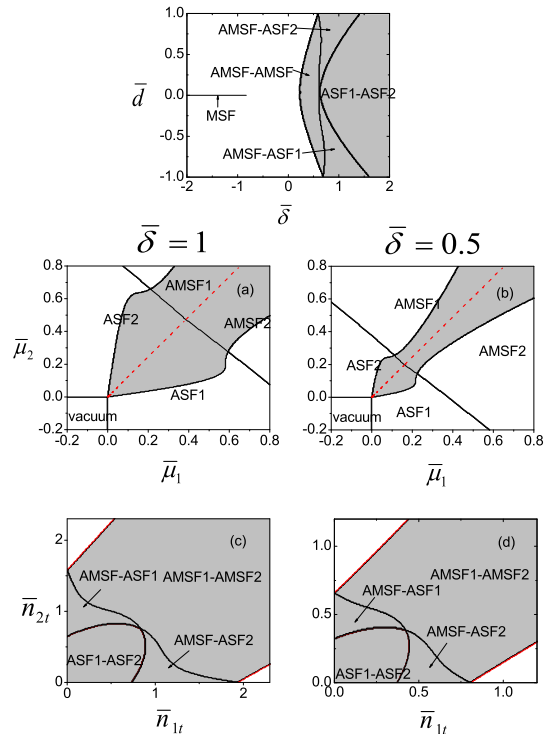 1.0
0.5
d̅
0.0
-0.5
-1.0
AMSF-ASF2
AMSF-AMSF
ASF1-ASF2
MSF
AMSF-ASF1
-2 -1 0 1 2
δ̅
δ̅ = 1
δ̅ = 0.5
0.8
0.6
μ̅₂
0.4
0.2
0.0
-0.2
(a)
AMSF1
ASF2
AMSF2
ASF1
vacuum
-0.2 0.0 0.2 0.4 0.6 0.8
μ̅₁
0.8
0.6
0.4
0.2
0.0
-0.2
(b)
AMSF1
AMSF2
ASF2
ASF1
vacuum
-0.2 0.0 0.2 0.4 0.6 0.8
μ̅₁
2
n̅₂ₜ
1
0
(c)
AMSF-ASF1 AMSF1-AMSF2
AMSF-ASF2
ASF1-ASF2
0 1 2
n̅₁ₜ
1.0
0.5
0.0
(d)
AMSF1-AMSF2
AMSF-ASF1
AMSF-ASF2
ASF1-ASF2
0.0 0.5 1.0
n̅₁ₜ